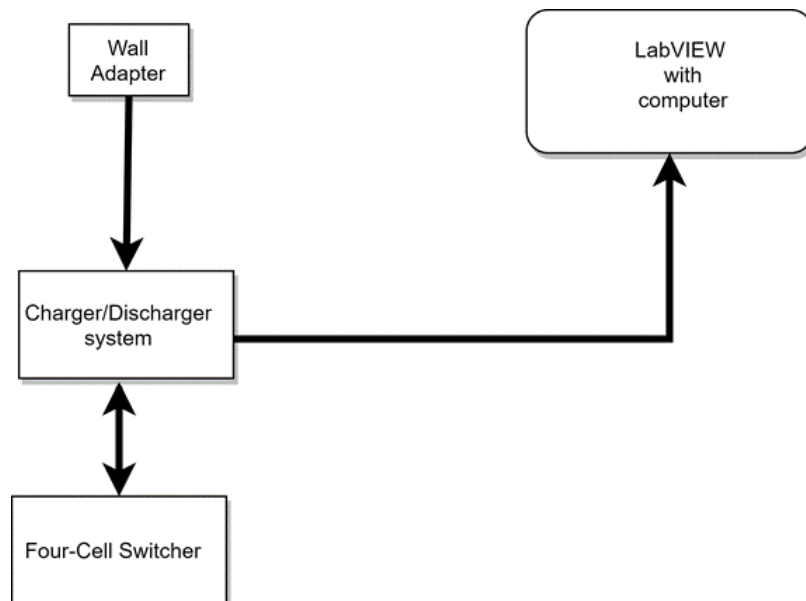 Wall
Adapter
LabVIEW
with
computer
Charger/Discharger
system
Four-Cell Switcher